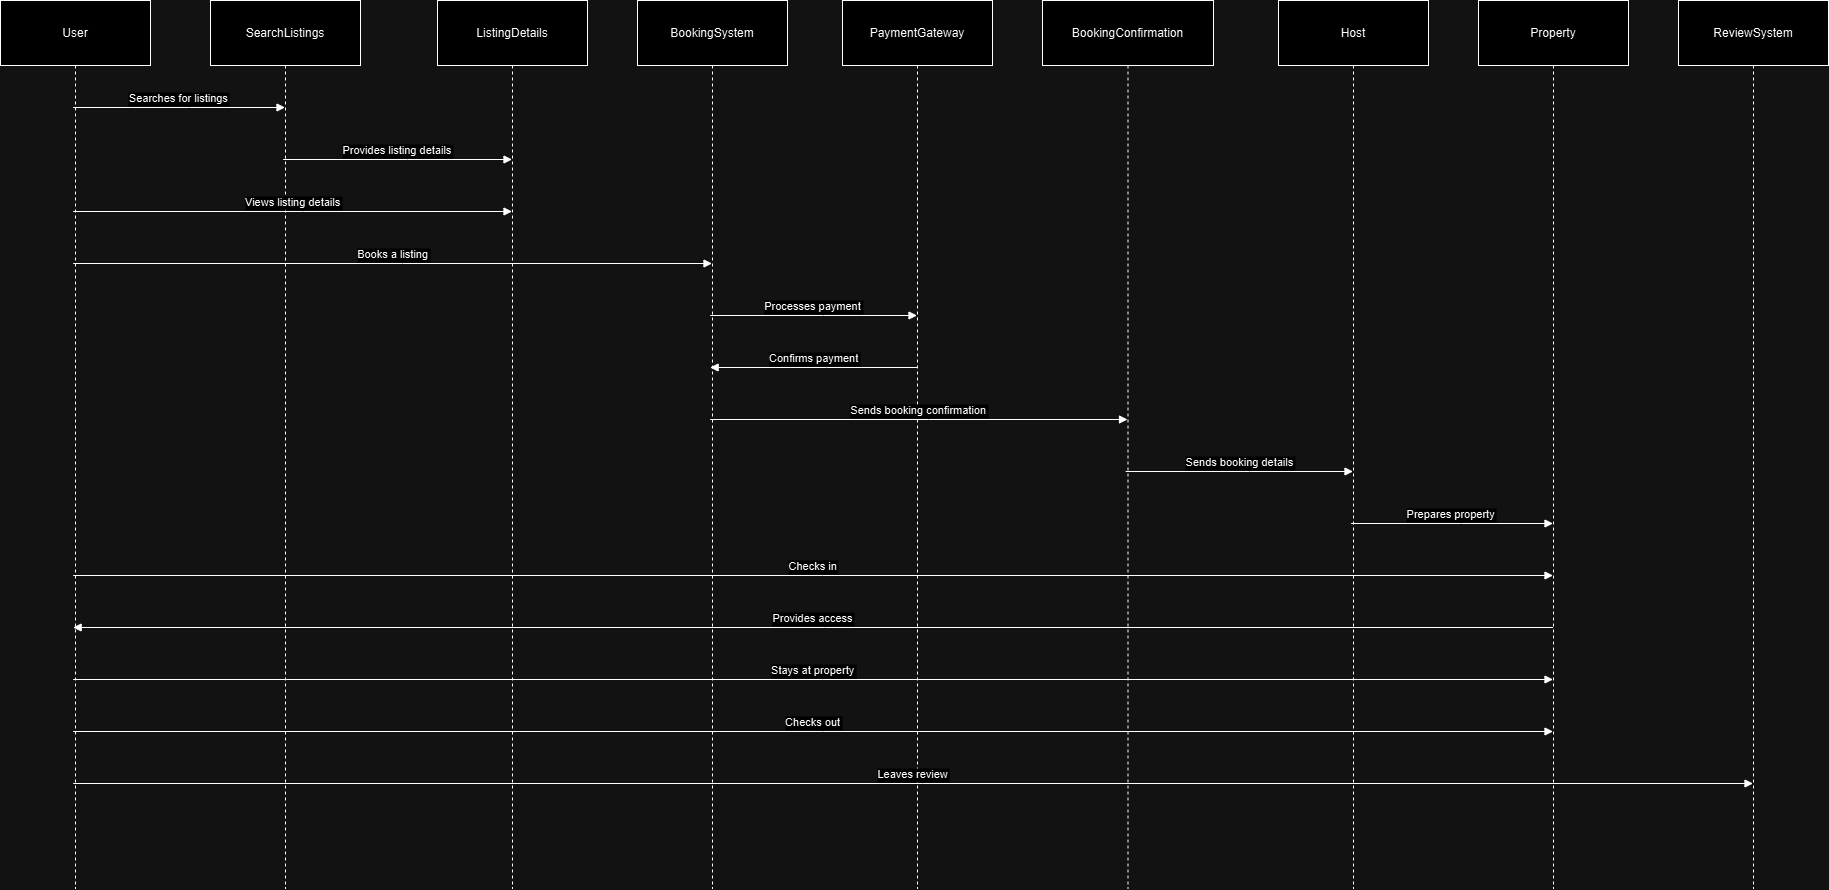 User
SearchListings
ListingDetails
BookingSystem
PaymentGateway
BookingConfirmation
Host
Property
ReviewSystem
Searches for listings
Provides listing details
Views listing details
Books a listing
Processes payment
Confirms payment
Sends booking confirmation
Sends booking details
Prepares property
Checks in
Provides access
Stays at property
Checks out
Leaves review